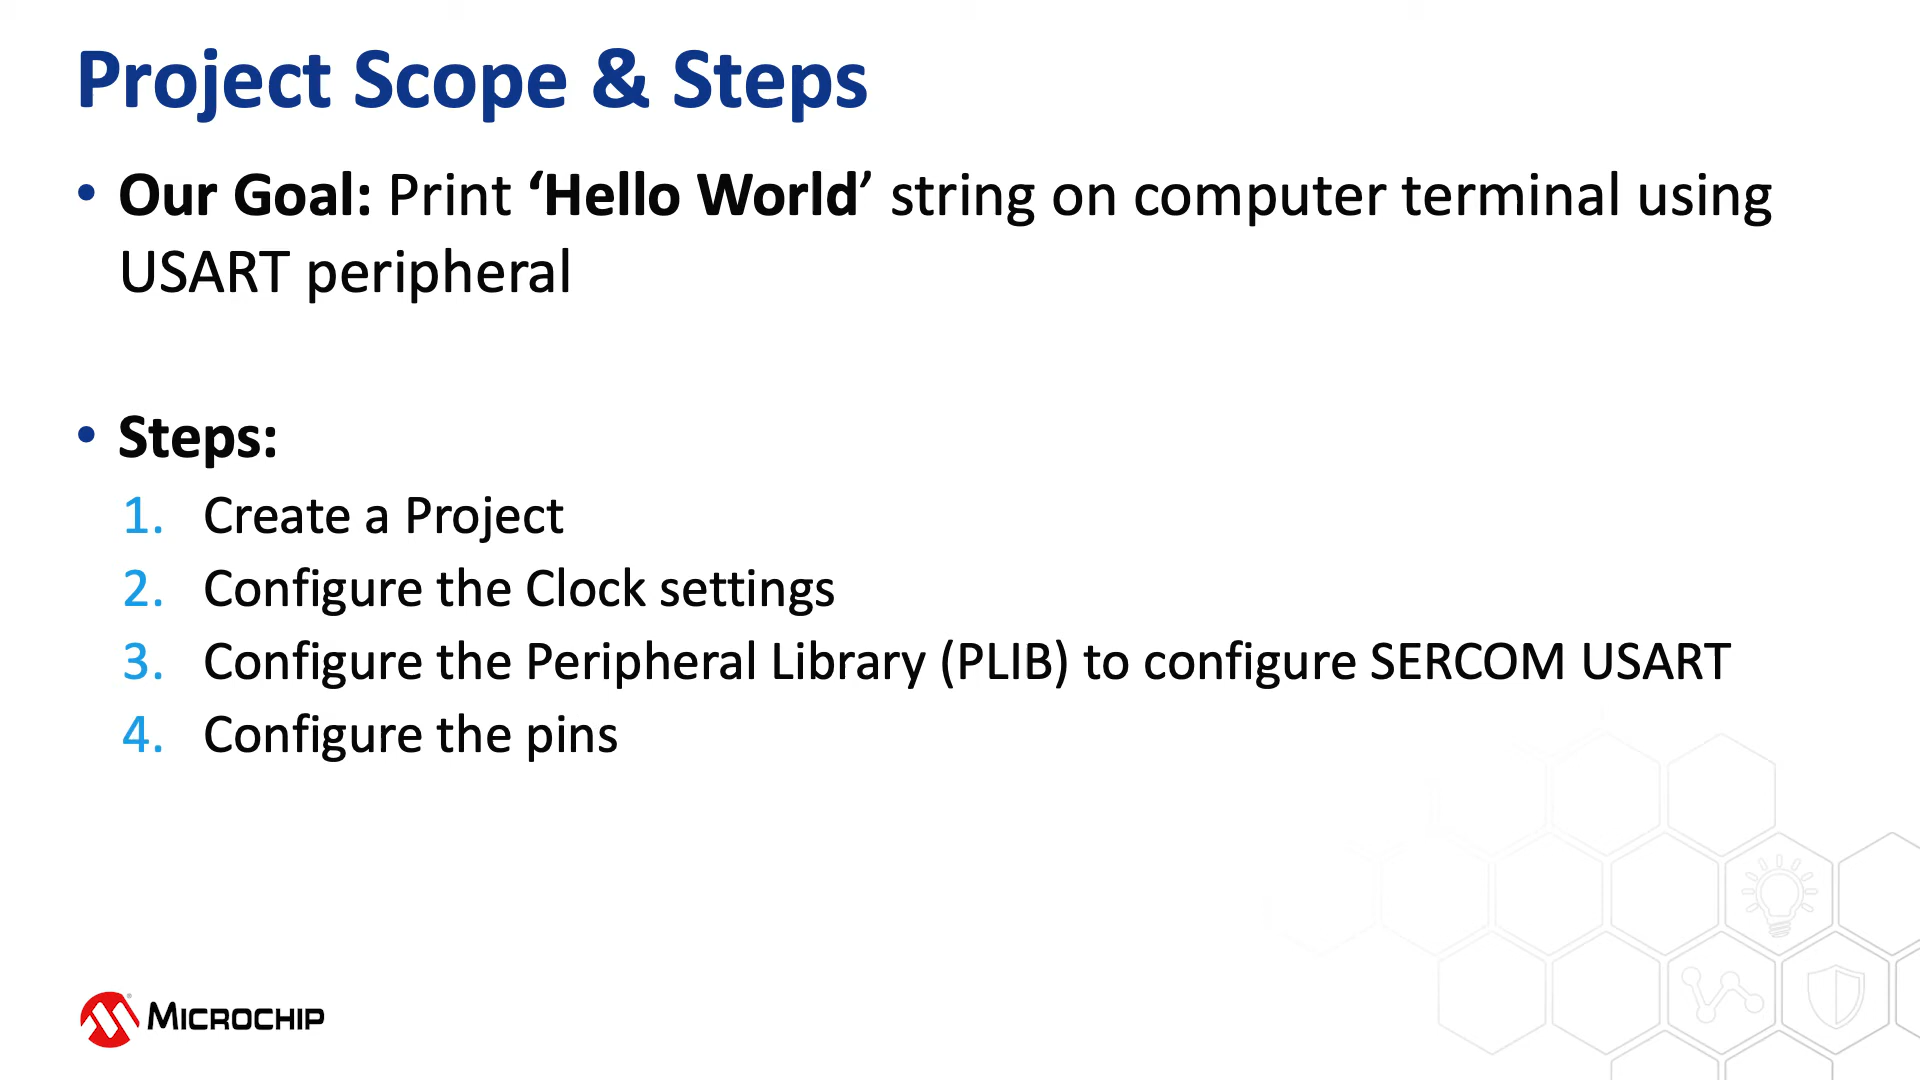 Project Scope & Steps
• Our Goal: Print ‘Hello World’ string on computer terminal using
USART peripheral
• Steps:
1. Create a Project
2. Configure the Clock settings
3. Configure the Peripheral Library (PLIB) to configure SERCOM USART
4. Configure the pins
MICROCHIP